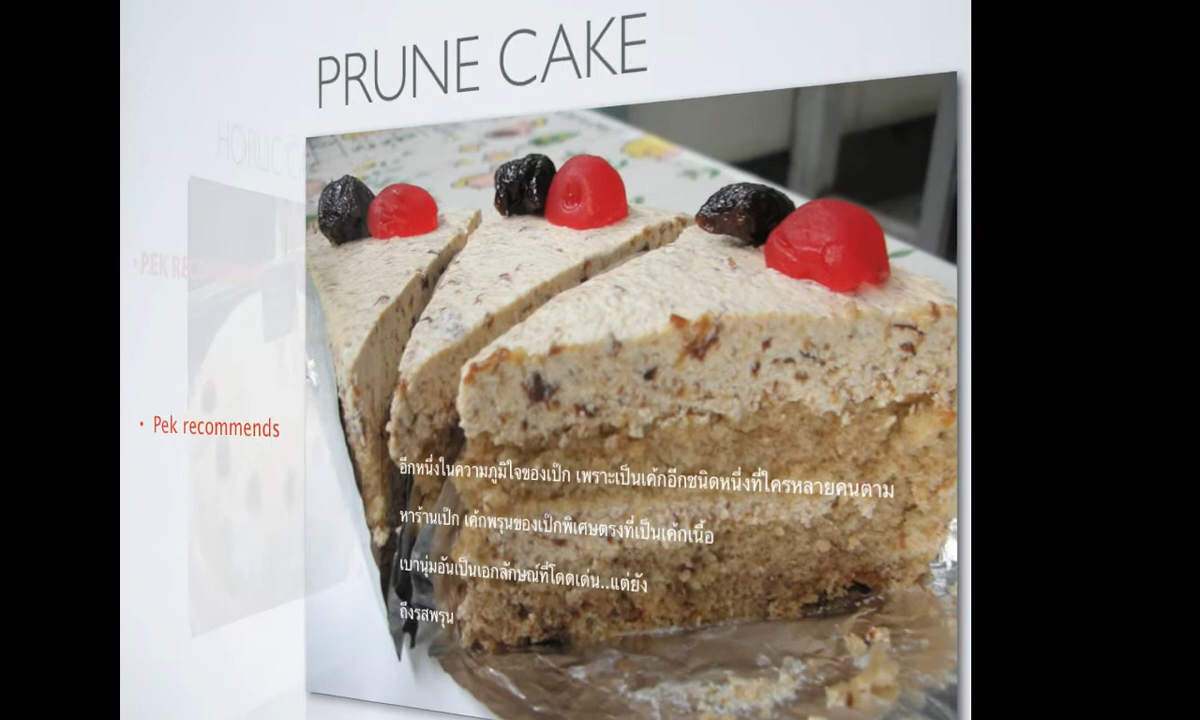 PRUNE CAKE
HORLIC
• PEK RE
• Pek recommends
อีกหนึ่งในความภูมิใจของเป๊ก เพราะเป็นเค้กอีกชนิดหนึ่งที่ใครหลายคนตาม
หาร้านเป๊ก เค้กพรุนของเป๊กพิเศษตรงที่เป็นเค้กเนื้อ
เบานุ่มอันเป็นเอกลักษณ์ที่โดดเด่น..แต่ยัง
ถึงรสพรุน